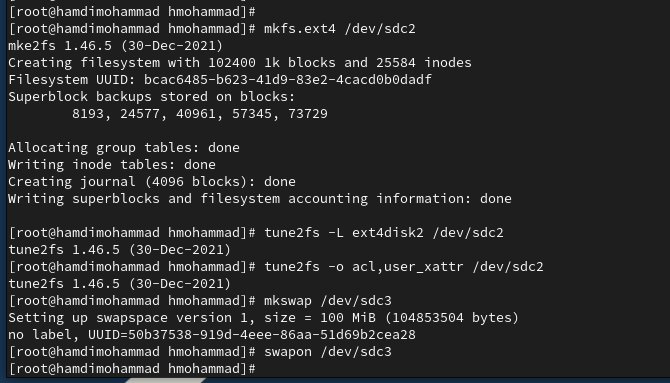 [root@hamdimohammad hmohammad]#
[root@hamdimohammad hmohammad]# mkfs.ext4 /dev/sdc2
mke2fs 1.46.5 (30-Dec-2021)
Creating filesystem with 102400 1k blocks and 25584 inodes
Filesystem UUID: bcac6485-b623-41d9-83e2-4cacd0b0dadf
Superblock backups stored on blocks:
        8193, 24577, 40961, 57345, 73729

Allocating group tables: done
Writing inode tables: done
Creating journal (4096 blocks): done
Writing superblocks and filesystem accounting information: done

[root@hamdimohammad hmohammad]# tune2fs -L ext4disk2 /dev/sdc2
tune2fs 1.46.5 (30-Dec-2021)
[root@hamdimohammad hmohammad]# tune2fs -o acl,user_xattr /dev/sdc2
tune2fs 1.46.5 (30-Dec-2021)
[root@hamdimohammad hmohammad]# mkswap /dev/sdc3
Setting up swapspace version 1, size = 100 MiB (104853504 bytes)
no label, UUID=50b37538-919d-4eee-86aa-51d69b2cea28
[root@hamdimohammad hmohammad]# swapon /dev/sdc3
[root@hamdimohammad hmohammad]#